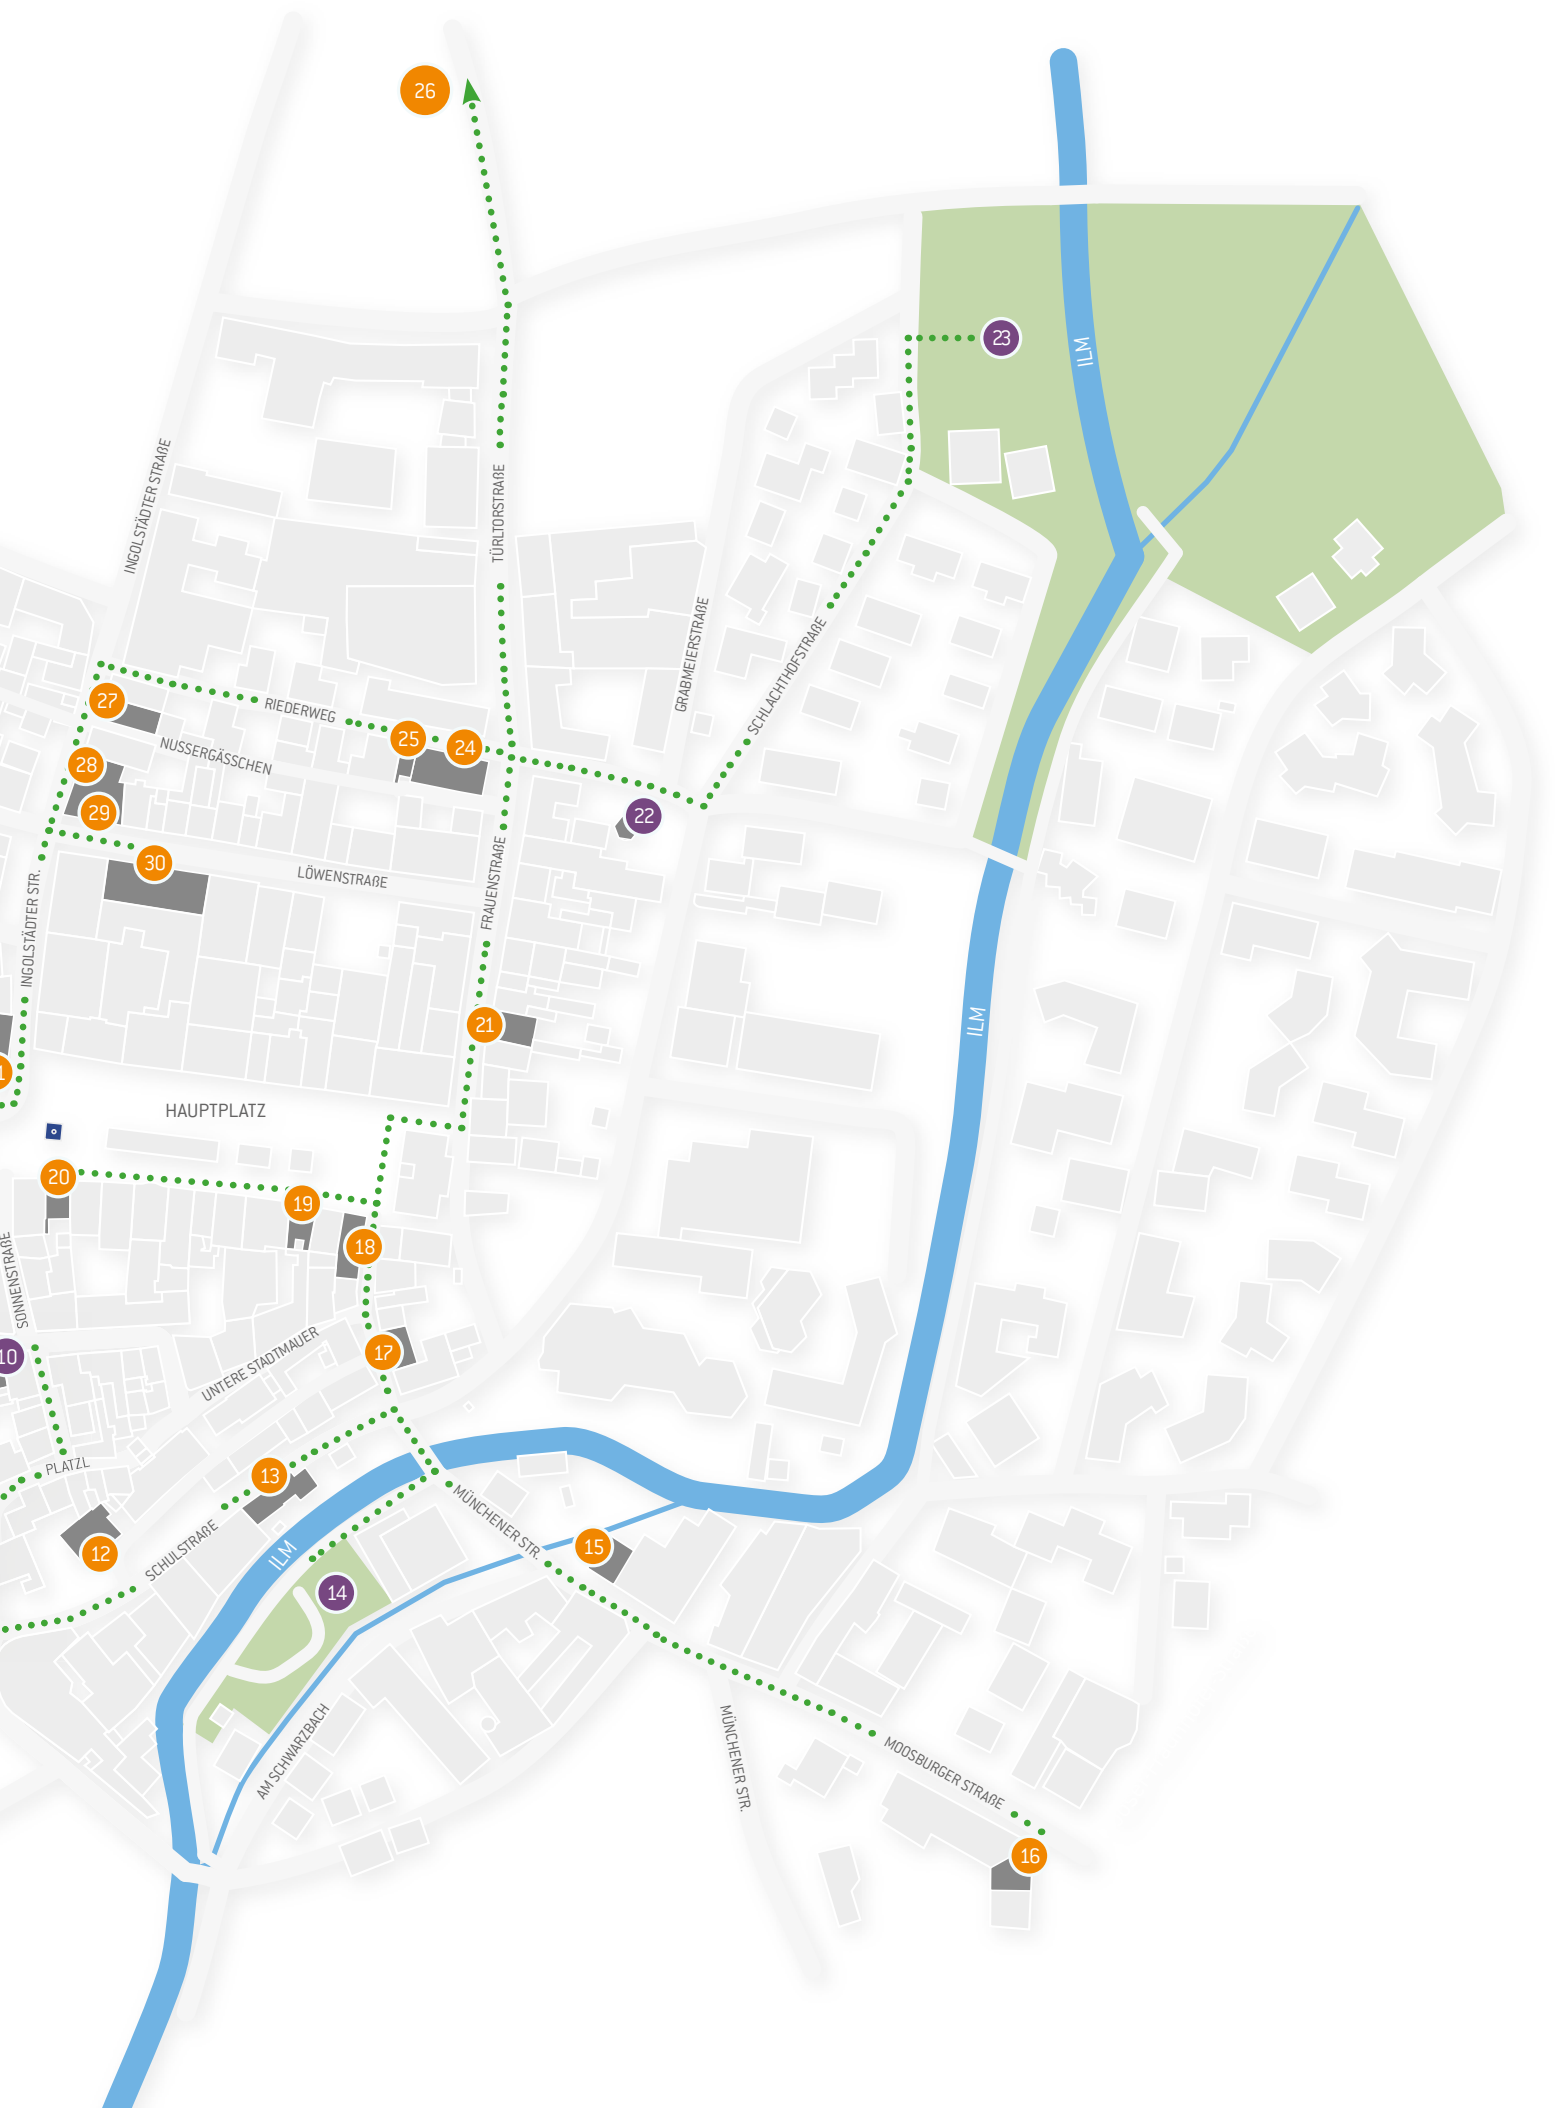 26
23
ILM
INGOLSTÄDTER STRAßE
TÜRLTORSTRAßE
GRABMEIERSTRAßE
SCHLACHTHOFSTRAßE
27
RIEDERWEG
25
24
NUSSERGÄSSCHEN
28
29
22
30
LÖWENSTRAßE
FRAUENSTRAßE
INGOLSTÄDTER STR.
ILM
21
1
HAUPTPLATZ
20
19
18
SONNENSTRAßE
UNTERE STADTMAUER
10
17
PLATZL
13
12
SCHULSTRAßE
ILM
MÜNCHENER STR.
15
14
AM SCHWARZBACH
MÜNCHENER STR.
MOOSBURGER STRAßE
16